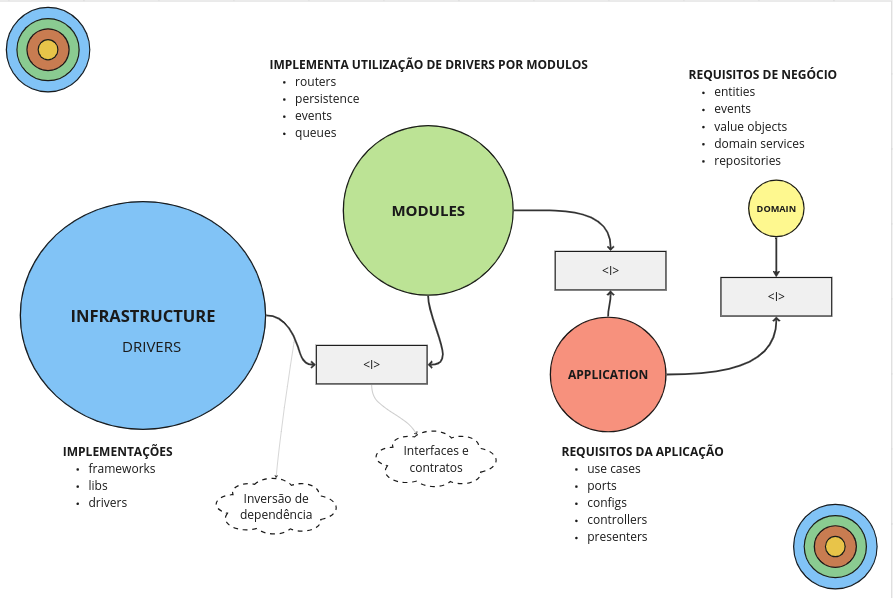 IMPLEMENTA UTILIZAÇÃO DE DRIVERS POR MODULOS
• routers
• persistence
• events
• queues
REQUISITOS DE NEGÓCIO
• entities
• events
• value objects
• domain services
• repositories
MODULES
DOMAIN
<I>
<I>
INFRASTRUCTURE
DRIVERS
<I>
APPLICATION
IMPLEMENTAÇÕES
• frameworks
• libs
• drivers
Inversão de
dependência
Interfaces e
contratos
REQUISITOS DA APLICAÇÃO
• use cases
• ports
• configs
• controllers
• presenters